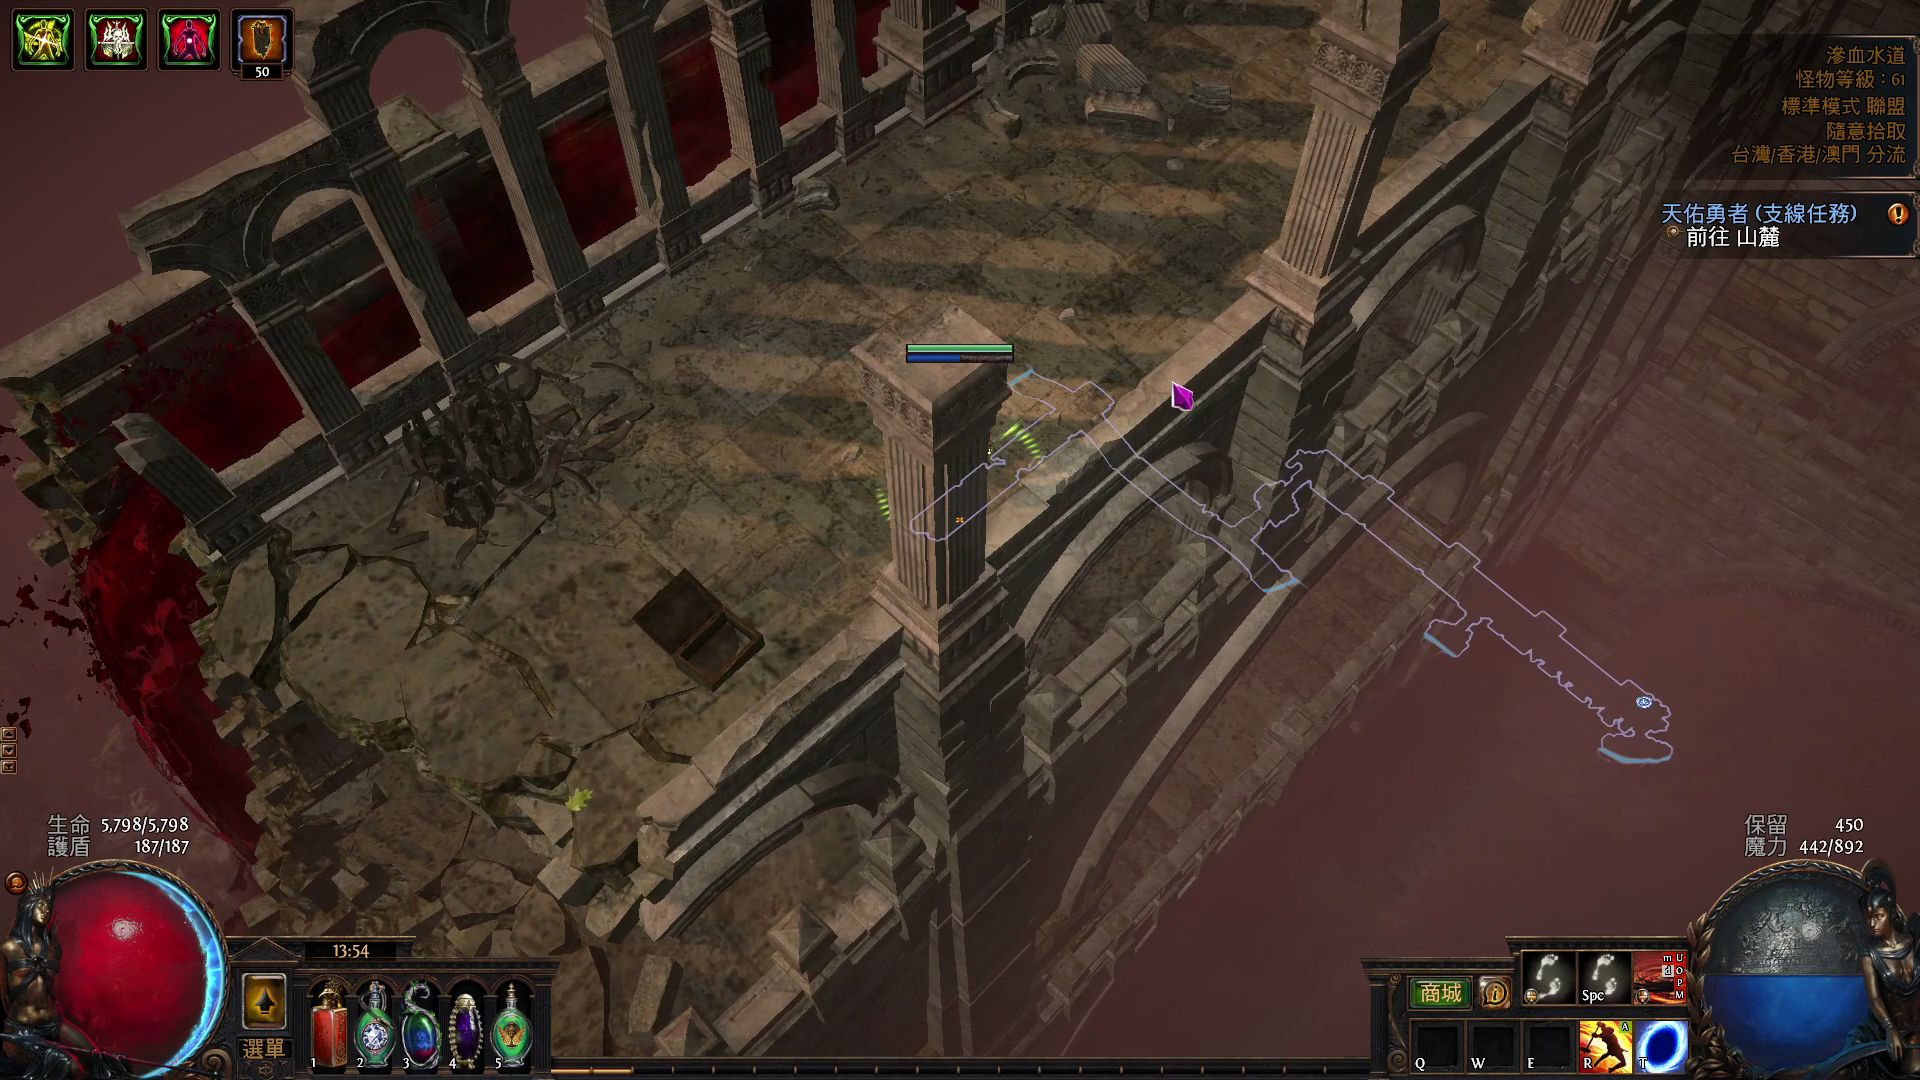 50
滲血水道
怪物等級：61
標準模式 聯盟
隨意拾取
台灣/香港/澳門 分流
天佑勇者 (支線任務)
前往 山麓
生命 5,798/5,798
護盾 187/187
保留 450
魔力 442/892
13:54
選單
1 2 3 4 5
商城
Spc
m U
d O
P
M
Q W E R A T